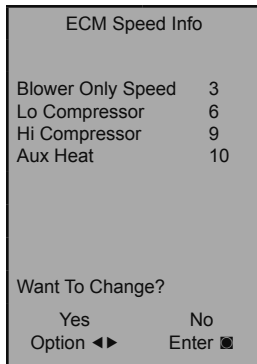 ECM Speed Info
Blower Only Speed 3
Lo Compressor 6
Hi Compressor 9
Aux Heat 10
Want To Change?
Yes No
Option ◄► Enter ◙